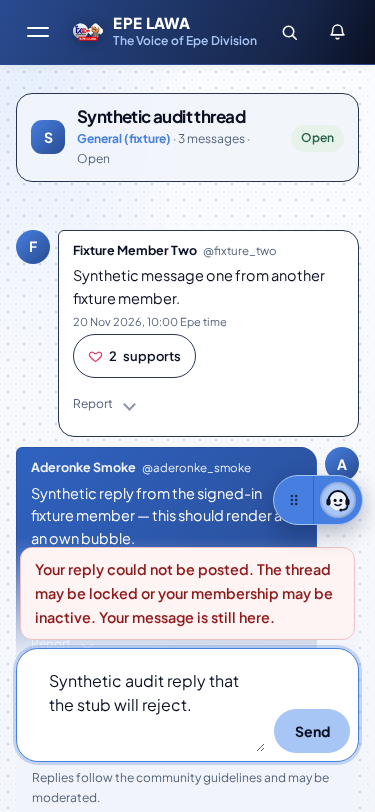 EPE LAWA
The Voice of Epe Division
S
Synthetic audit thread
General (fixture) · 3 messages ·
Open
Open
F
Fixture Member Two @fixture_two
Synthetic message one from another
fixture member.
20 Nov 2026, 10:00 Epe time
2 supports
Report
Aderonke Smoke @aderonke_smoke
A
Synthetic reply from the signed-in
fixture member — this should render
an own bubble.
Your reply could not be posted. The thread
may be locked or your membership may be
inactive. Your message is still here.
Report
Synthetic audit reply that
the stub will reject.
Send
Replies follow the community guidelines and may be
moderated.